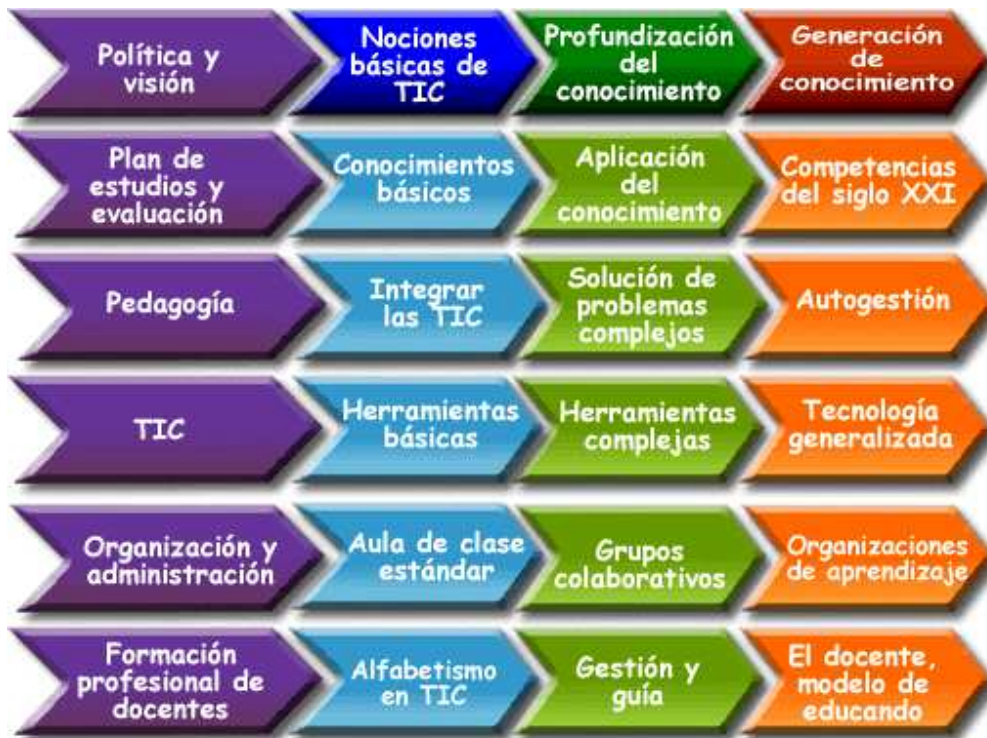 Política y
visión
Nociones
básicas de
TIC
Profundización
del
conocimiento
Generación
de
conocimiento
Plan de
estudios y
evaluación
Conocimientos
básicos
Aplicación
del
conocimiento
Competencias
del siglo XXI
Pedagogía
Integrar
las TIC
Solución de
problemas
complejos
Autogestión
TIC
Herramientas
básicas
Herramientas
complejas
Tecnología
generalizada
Organización y
administración
Aula de clase
estándar
Grupos
colaborativos
Organizaciones
de aprendizaje
Formación
profesional de
docentes
Alfabetismo
en TIC
Gestión y
guía
El docente,
modelo de
educando